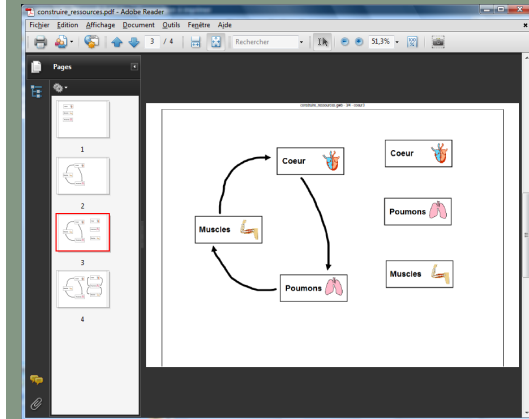 construire_ressources.pdf - Adobe Reader
Fichier Edition Affichage Document Outils Fenêtre Aide
3 / 4 Rechercher 51,3%
Pages
1
2
3
4
Coeur
Muscles
Poumons
Coeur
Poumons
Muscles